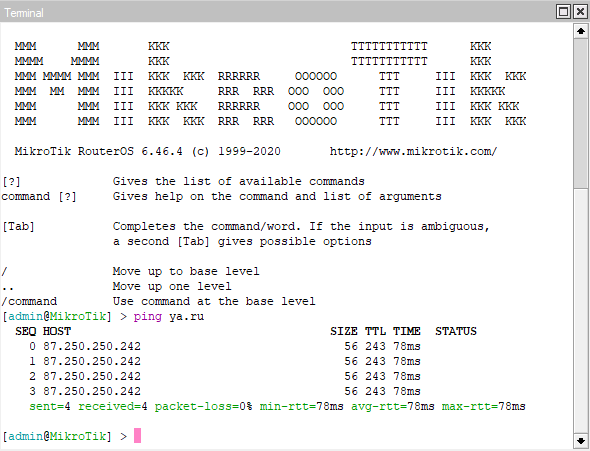 Terminal
MMM      MMM       KKK                          TTTTTTTTTTT      KKK
MMMM    MMMM       KKK                          TTTTTTTTTTT      KKK
MMM MMMM MMM  III  KKK  KKK  RRRRRR     OOOOOO      TTT     III  KKK  KKK
MMM  MM  MMM  III  KKKKK     RRR  RRR  OOO  OOO     TTT     III  KKKKK
MMM      MMM  III  KKK KKK   RRRRRR    OOO  OOO     TTT     III  KKK KKK
MMM      MMM  III  KKK  KKK  RRR  RRR   OOOOOO      TTT     III  KKK  KKK
MikroTik RouterOS 6.46.4 (c) 1999-2020       http://www.mikrotik.com/
[?]             Gives the list of available commands
command [?]     Gives help on the command and list of arguments
[Tab]           Completes the command/word. If the input is ambiguous,
a second [Tab] gives possible options
/               Move up to base level
..              Move up one level
/command        Use command at the base level
[admin@MikroTik] > ping ya.ru
SEQ HOST                                     SIZE TTL TIME  STATUS
0 87.250.250.242                             56 243 78ms
1 87.250.250.242                             56 243 78ms
2 87.250.250.242                             56 243 78ms
3 87.250.250.242                             56 243 78ms
sent=4 received=4 packet-loss=0% min-rtt=78ms avg-rtt=78ms max-rtt=78ms
[admin@MikroTik] >